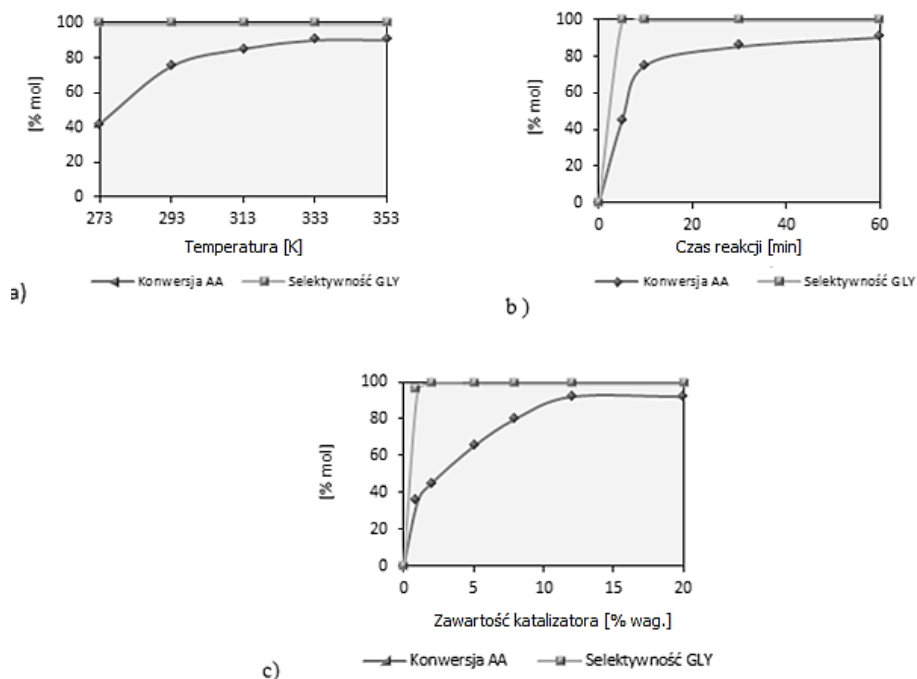 100
80
60
40
20
0
[% mol]
273 293 313 333 353
Temperatura [K]
Konwersja AA Selektywność GLY
a)
100
80
60
40
20
0
[% mol]
0 20 40 60
Czas reakcji [min]
Konwersja AA Selektywność GLY
b )
100
80
60
40
20
0
[% mol]
0 5 10 15 20
Zawartość katalizatora [% wag.]
Konwersja AA Selektywność GLY
c)